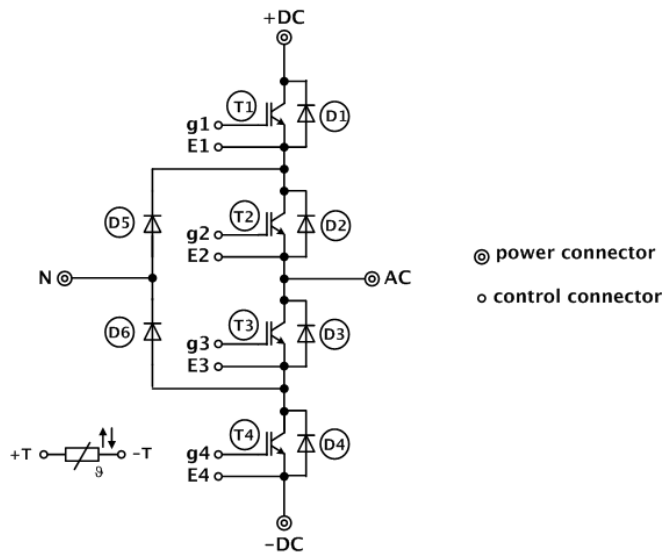 +DC
T1
D1
g1
E1
T2
D5
D2
g2
E2
power connector
N
AC
control connector
T3
D6
D3
g3
E3
T4
D4
+T
-T
g4
ϑ
E4
-DC